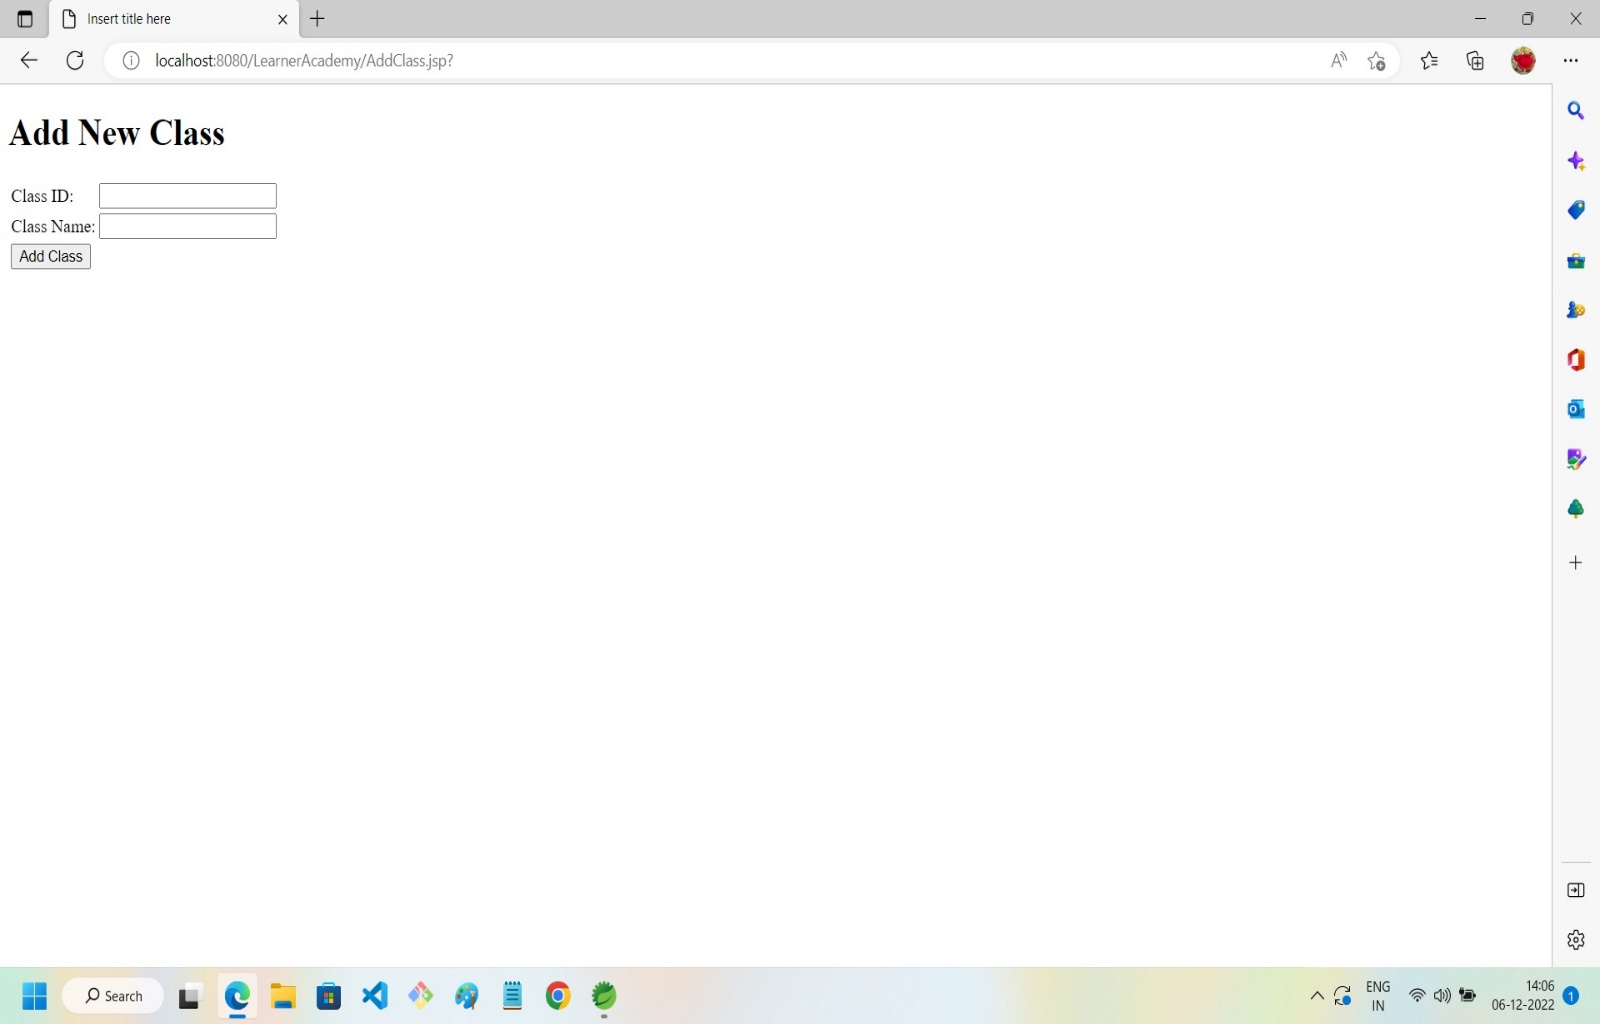 Insert title here
localhost:8080/LearnerAcademy/AddClass.jsp?
Add New Class
Class ID:
Class Name:
Add Class
Search
ENG
IN
14:06
06-12-2022
1